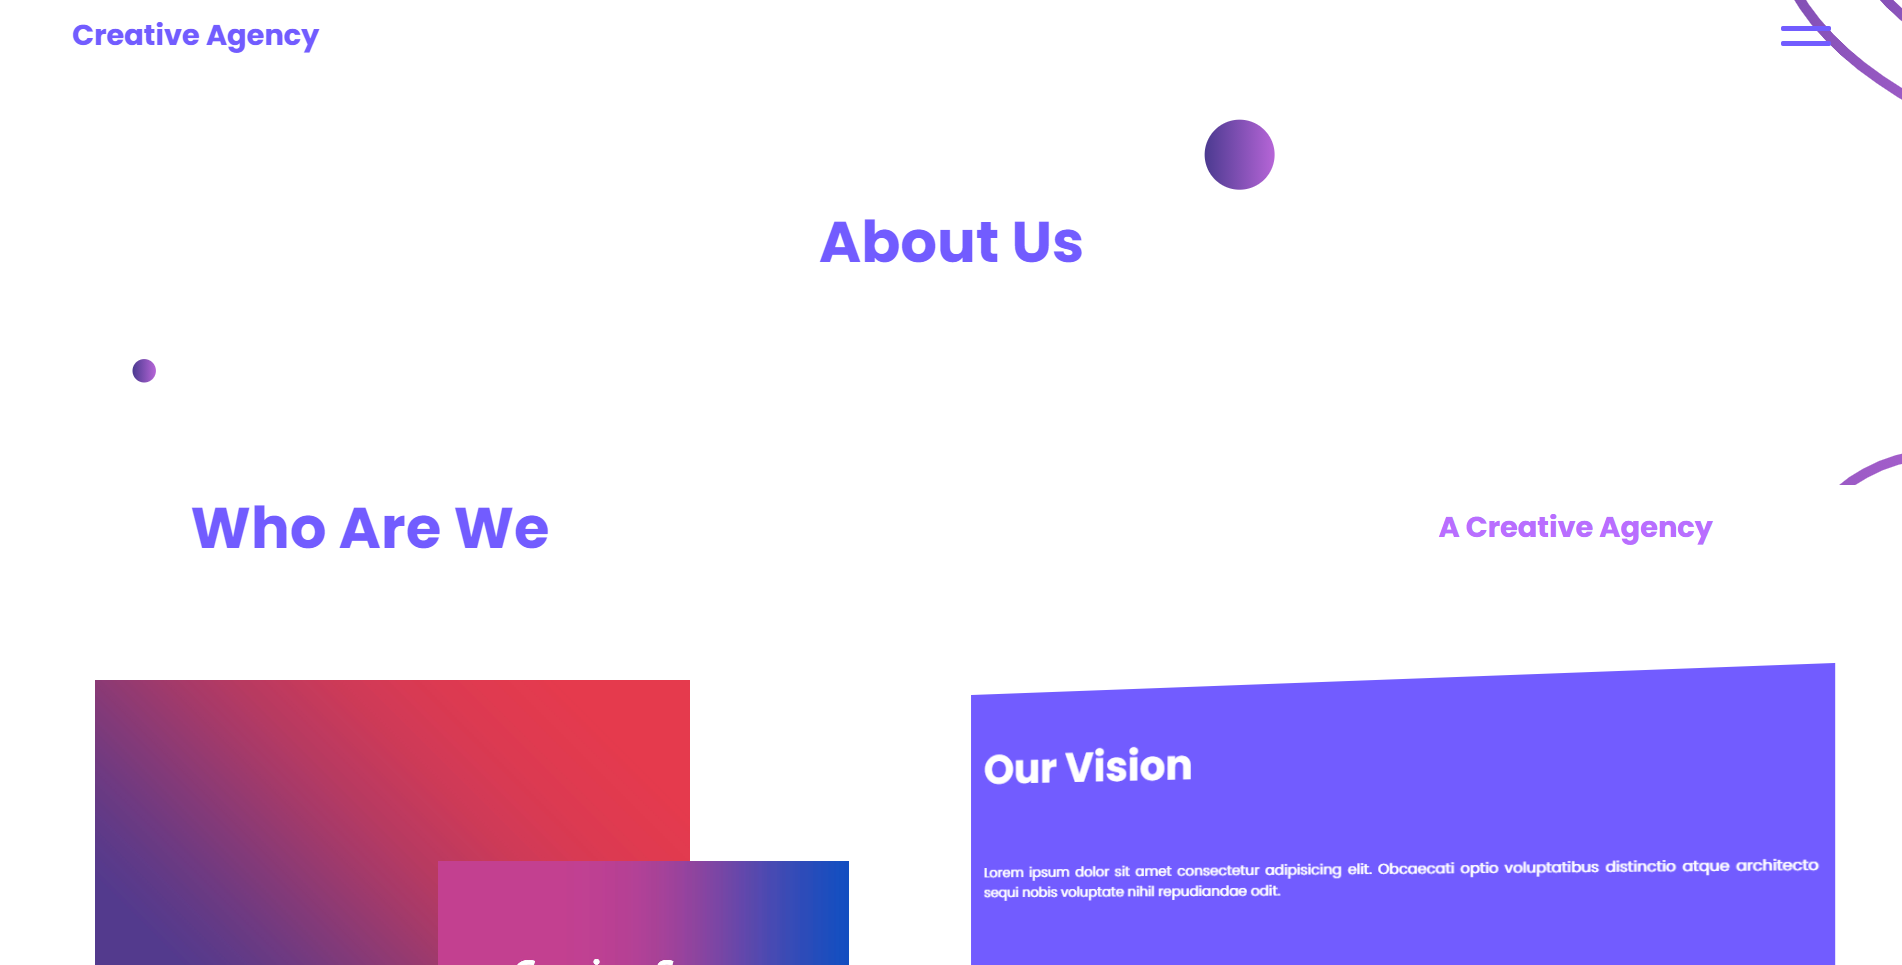 Creative Agency
About Us
Who Are We
A Creative Agency
Our Vision
Lorem ipsum dolor sit amet consectetur adipisicing elit. Obcaecati optio voluptatibus distinctio atque architecto
sequi nobis voluptate nihil repudiandae odit.